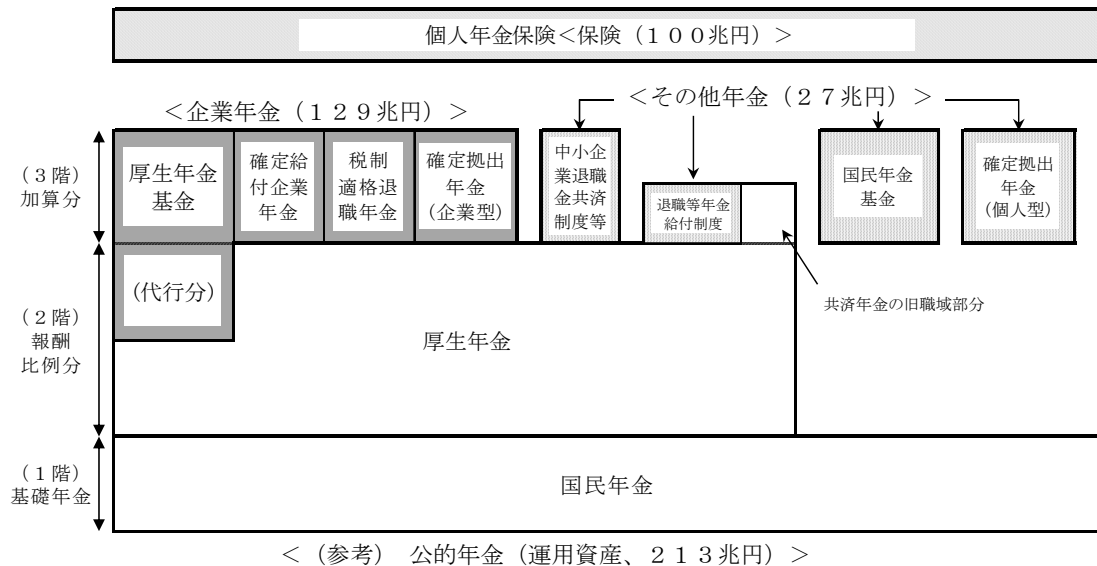 個人年金保険＜保険（１００兆円）＞
＜企業年金（１２９兆円）＞
＜その他年金（２７兆円）＞
（３階）
加算分
厚生年金
基金
確定給
付企業
年金
税制
適格退
職年金
確定拠出
年金
(企業型)
中小企
業退職
金共済
制度等
退職等年金
給付制度
国民年金
基金
確定拠出
年金
(個人型)
共済年金の旧職域部分
（２階）
報酬
比例分
(代行分)
厚生年金
（１階）
基礎年金
国民年金
＜（参考）　公的年金（運用資産、２１３兆円）＞